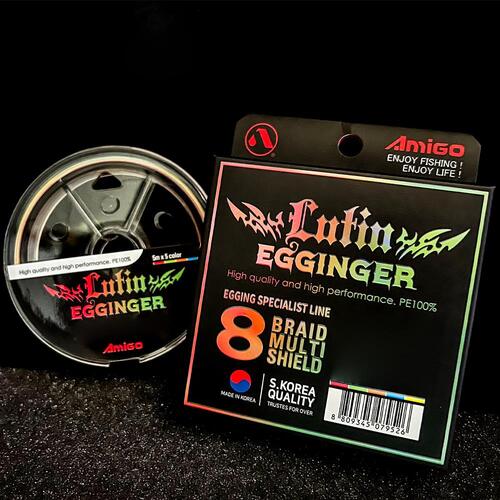 5m x 5 color
High quality and high performance. PE100%
Lutin
EGGINGER
AMIGO
AMIGO
ENJOY FISHING !
ENJOY LIFE !
Lutin
EGGINGER
High quality and high performance. PE100%
EGGING SPECIALIST LINE
8 BRAID
MULTI
SHIELD
MADE IN KOREA
S.KOREA
QUALITY
TRUSTES FOR OVER
8 809345 079526